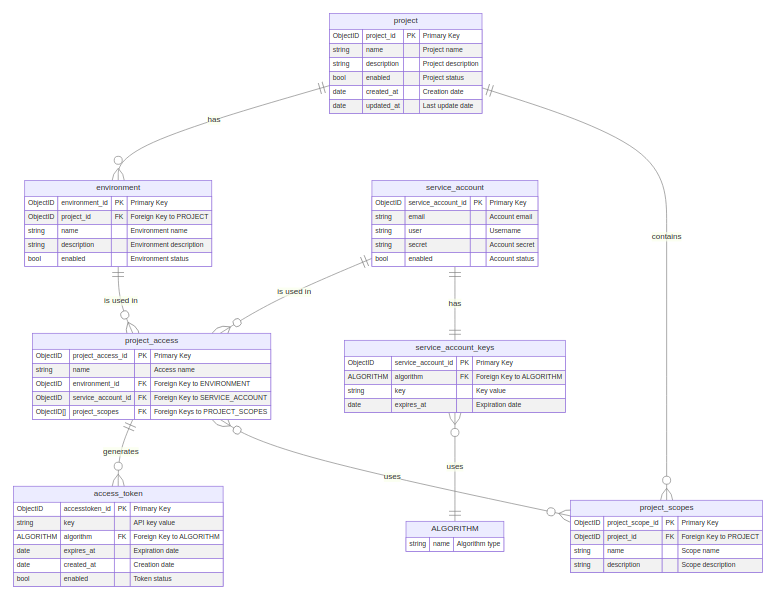 project
ObjectID project_id PK Primary Key
string name Project name
string description Project description
bool enabled Project status
date created_at Creation date
date updated_at Last update date
has
contains
environment
ObjectID environment_id PK Primary Key
ObjectID project_id FK Foreign Key to PROJECT
string name Environment name
string description Environment description
bool enabled Environment status
service_account
ObjectID service_account_id PK Primary Key
string email Account email
string user Username
string secret Account secret
bool enabled Account status
is used in
is used in
has
project_access
ObjectID project_access_id PK Primary Key
string name Access name
ObjectID environment_id FK Foreign Key to ENVIRONMENT
ObjectID service_account_id FK Foreign Key to SERVICE_ACCOUNT
ObjectID[] project_scopes FK Foreign Keys to PROJECT_SCOPES
service_account_keys
ObjectID service_account_id PK Primary Key
ALGORITHM algorithm FK Foreign Key to ALGORITHM
string key Key value
date expires_at Expiration date
generates
uses
uses
access_token
ObjectID accesstoken_id PK Primary Key
string key API key value
ALGORITHM algorithm FK Foreign Key to ALGORITHM
date expires_at Expiration date
date created_at Creation date
bool enabled Token status
ALGORITHM
string name Algorithm type
project_scopes
ObjectID project_scope_id PK Primary Key
ObjectID project_id FK Foreign Key to PROJECT
string name Scope name
string description Scope description